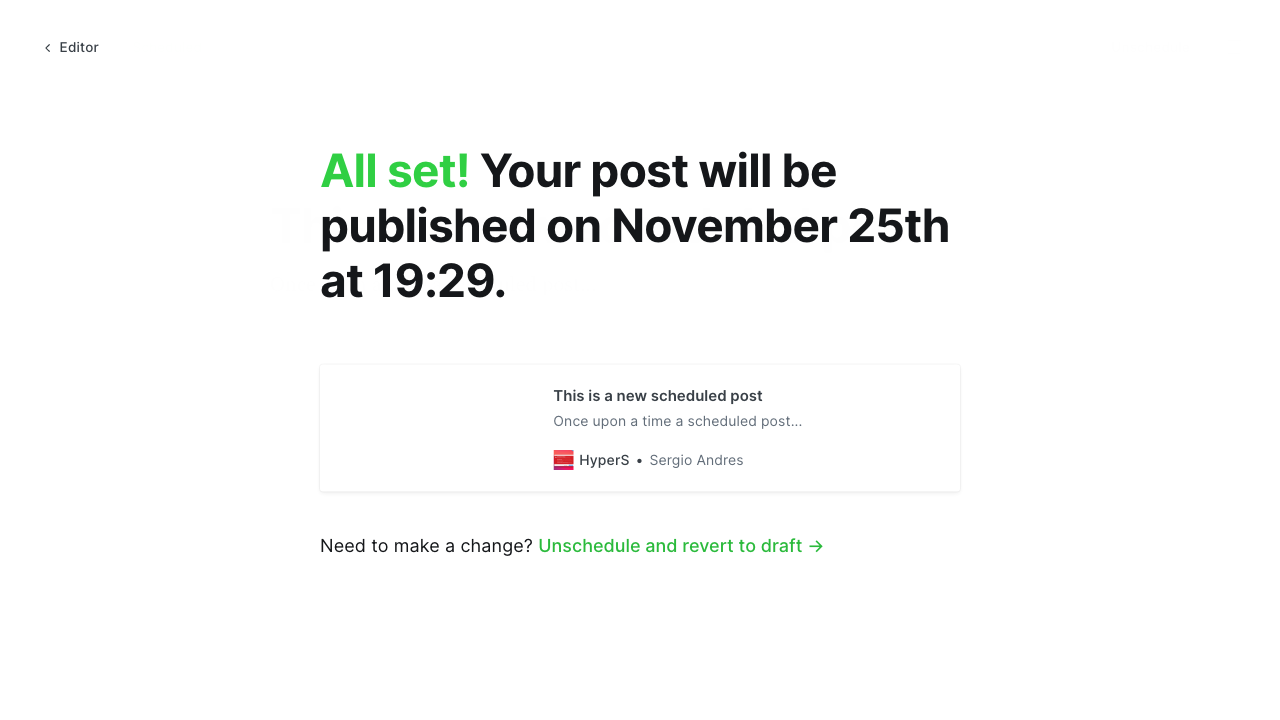 Editor
All set! Your post will be
published on November 25th
at 19:29.
This is a new scheduled post
Once upon a time a scheduled post...
HyperS • Sergio Andres
Need to make a change? Unschedule and revert to draft →